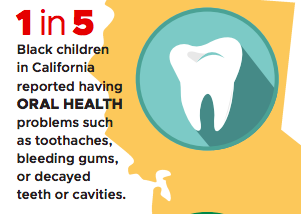 1 in 5
Black children
in California
reported having
ORAL HEALTH
problems such
as toothaches,
bleeding gums,
or decayed
teeth or cavities.